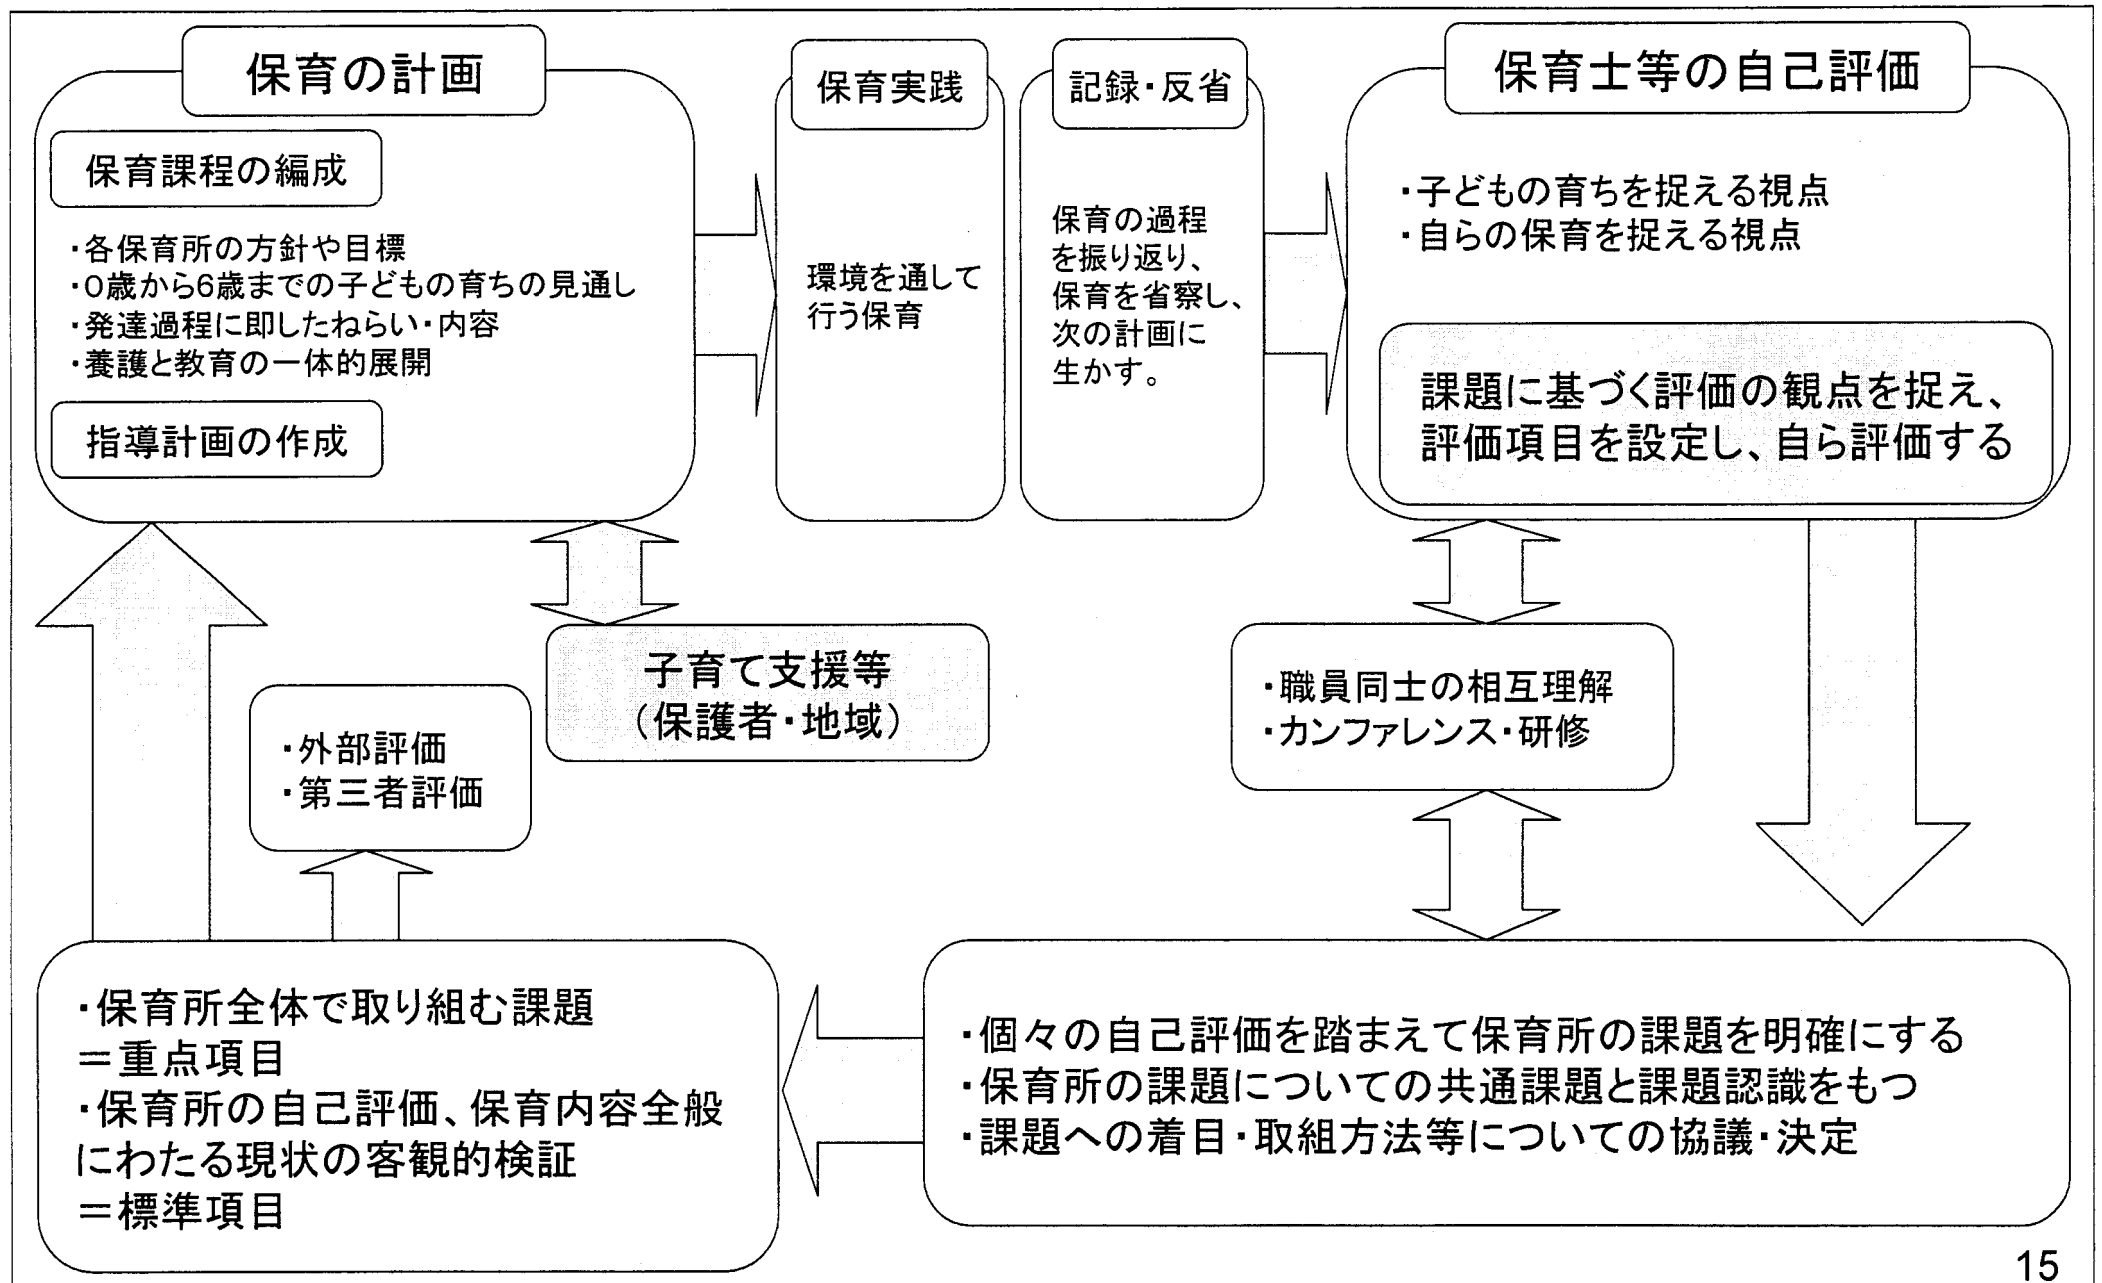 保育の計画
保育課程の編成
・各保育所の方針や目標
・0歳から6歳までの子どもの育ちの見通し
・発達過程に即したねらい・内容
・養護と教育の一体的展開
指導計画の作成
保育実践
環境を通して
行う保育
記録・反省
保育の過程
を振り返り、
保育を省察し、
次の計画に
生かす。
保育士等の自己評価
・子どもの育ちを捉える視点
・自らの保育を捉える視点
課題に基づく評価の観点を捉え、
評価項目を設定し、自ら評価する
子育て支援等
（保護者・地域）
・外部評価
・第三者評価
・職員同士の相互理解
・カンファレンス・研修
・個々の自己評価を踏まえて保育所の課題を明確にする
・保育所の課題についての共通課題と課題認識をもつ
・課題への着目・取組方法等についての協議・決定
・保育所全体で取り組む課題
＝重点項目
・保育所の自己評価、保育内容全般
にわたる現状の客観的検証
＝標準項目
15